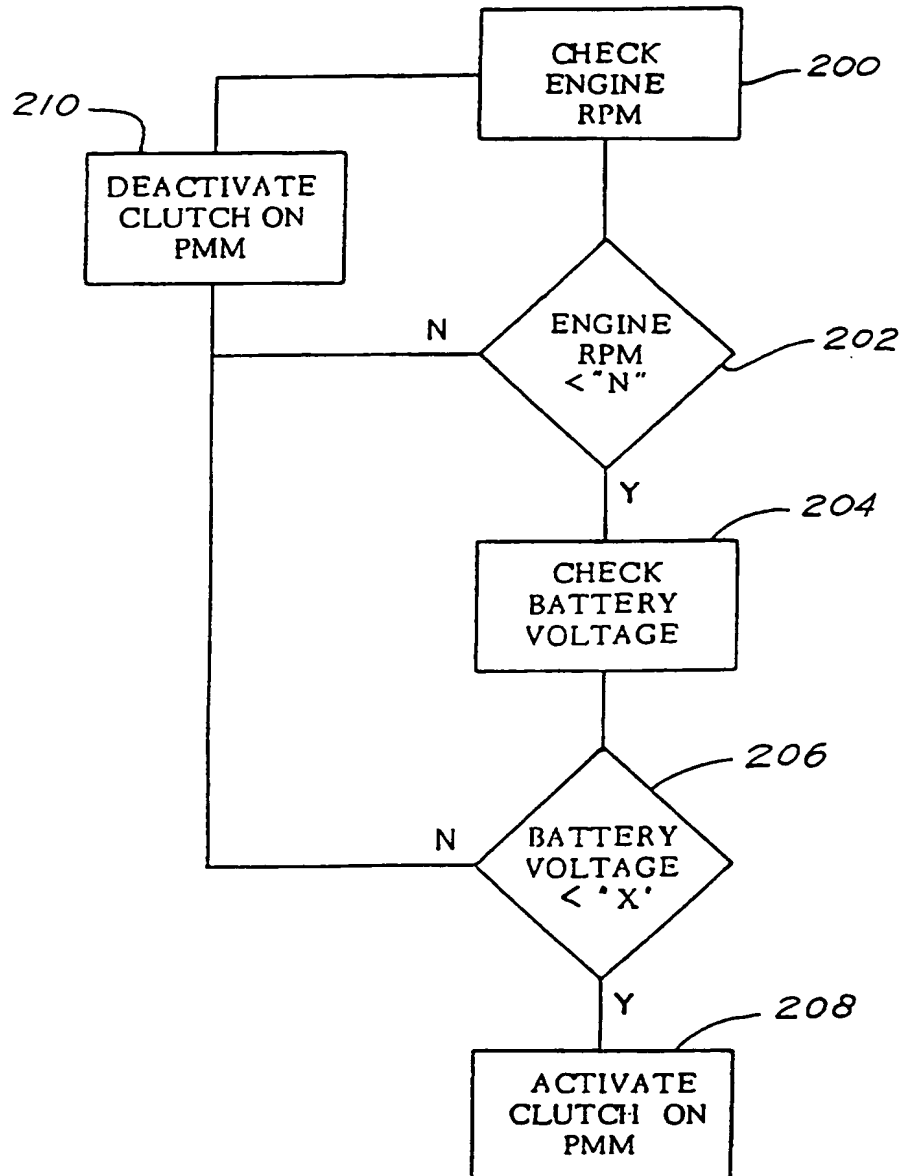 CHECK
ENGINE
RPM
200
210
DEACTIVATE
CLUTCH ON
PMM
N
ENGINE
RPM
< "N"
202
Y
204
CHECK
BATTERY
VOLTAGE
206
N
BATTERY
VOLTAGE
< "X"
Y
208
ACTIVATE
CLUTCH ON
PMM